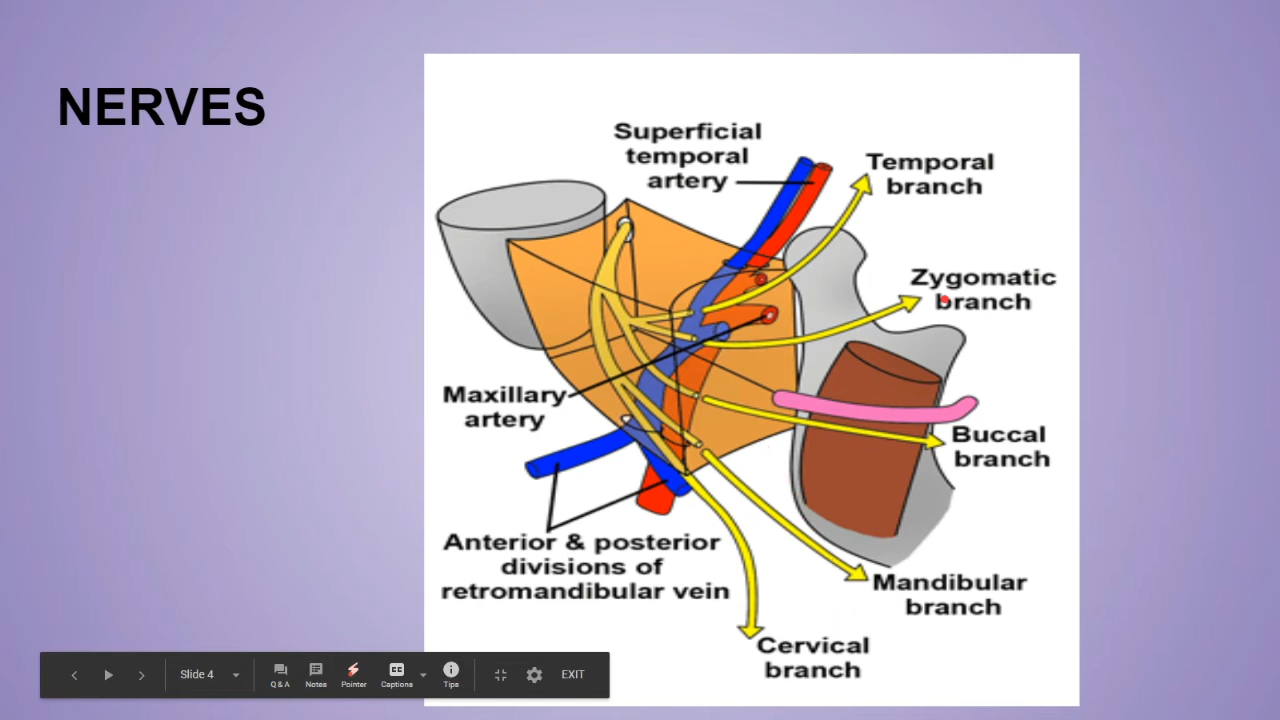 NERVES
Superficial
temporal
artery
Temporal
branch
Zygomatic
branch
Maxillary
artery
Buccal
branch
Anterior & posterior
divisions of
retromandibular vein
Mandibular
branch
Cervical
branch
Slide 4
Q & A
Notes
Pointer
CC
Captions
Tips
EXIT